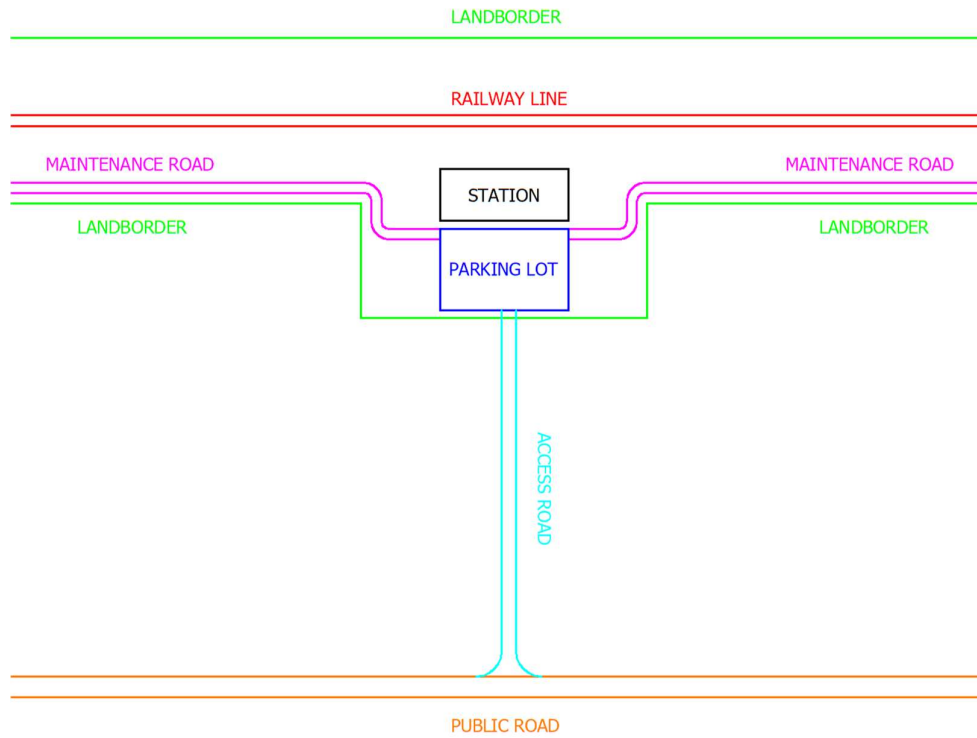 LANDBORDER
RAILWAY LINE
MAINTENANCE ROAD
MAINTENANCE ROAD
STATION
LANDBORDER
LANDBORDER
PARKING LOT
ACCESS ROAD
PUBLIC ROAD